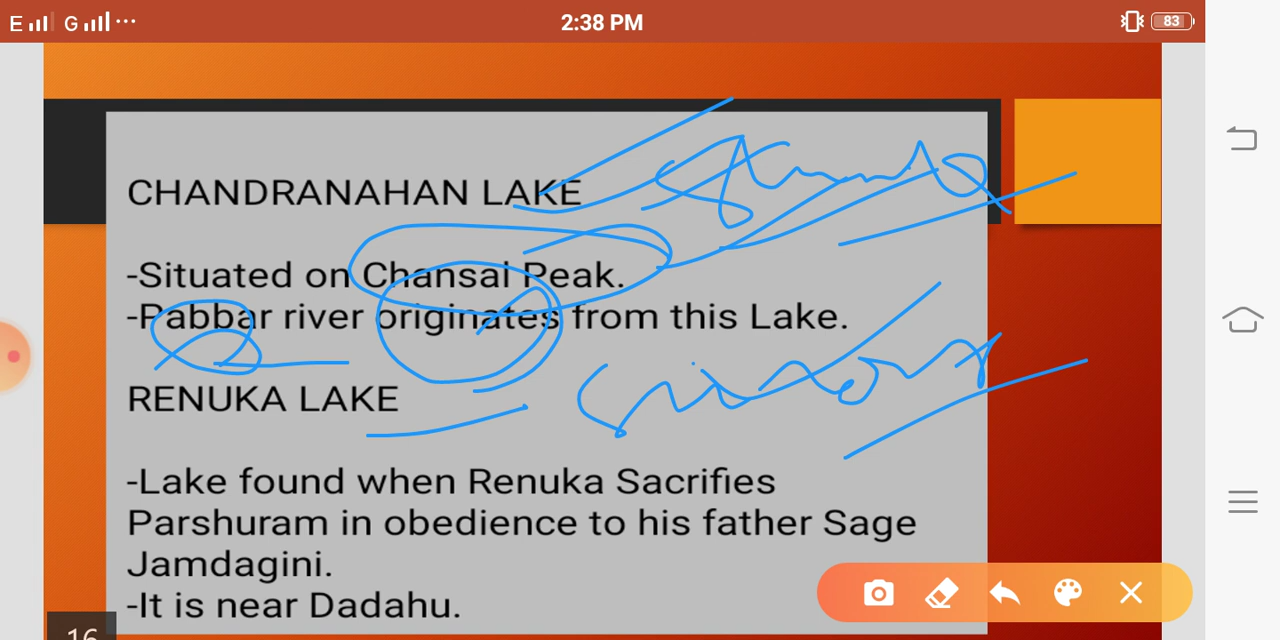 E G ...
2:38 PM
83
CHANDRANAHAN LAKE
-Situated on Chansal Peak.
-Pabbar river originates from this Lake.
RENUKA LAKE
-Lake found when Renuka Sacrifies
Parshuram in obedience to his father Sage
Jamdagini.
-It is near Dadahu.
16